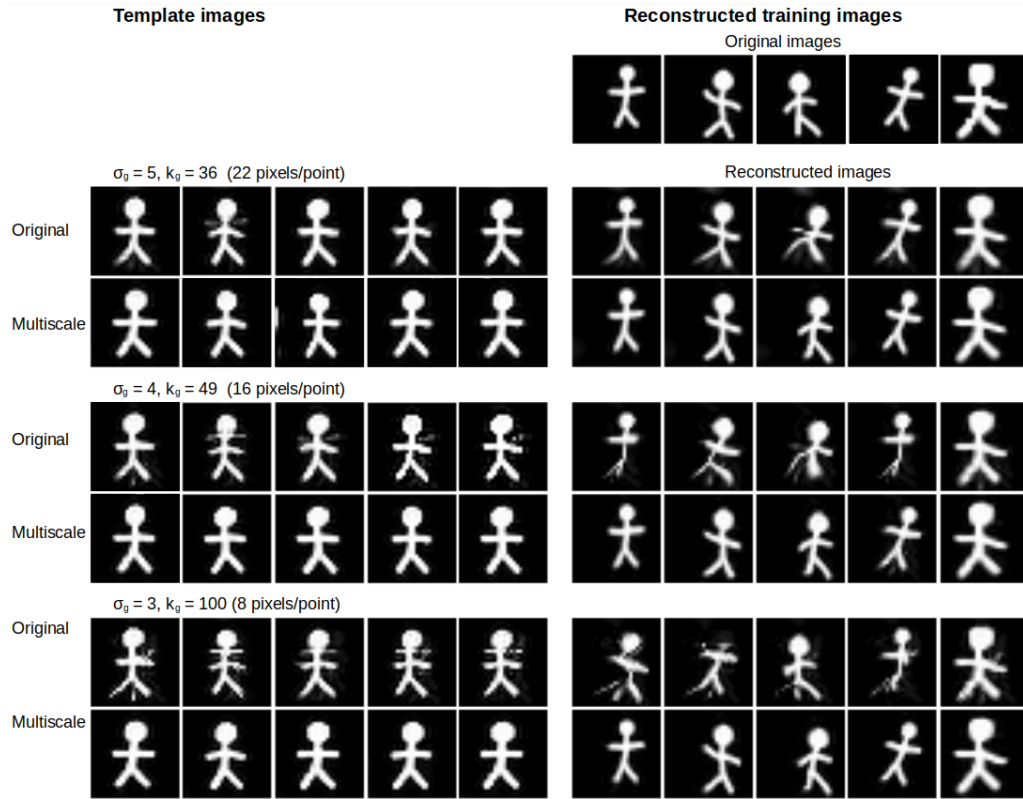 Template images
Reconstructed training images
Original images
σg = 5, kg = 36  (22 pixels/point)
Reconstructed images
Original
Multiscale
σg = 4, kg = 49  (16 pixels/point)
Original
Multiscale
σg = 3, kg = 100 (8 pixels/point)
Original
Multiscale